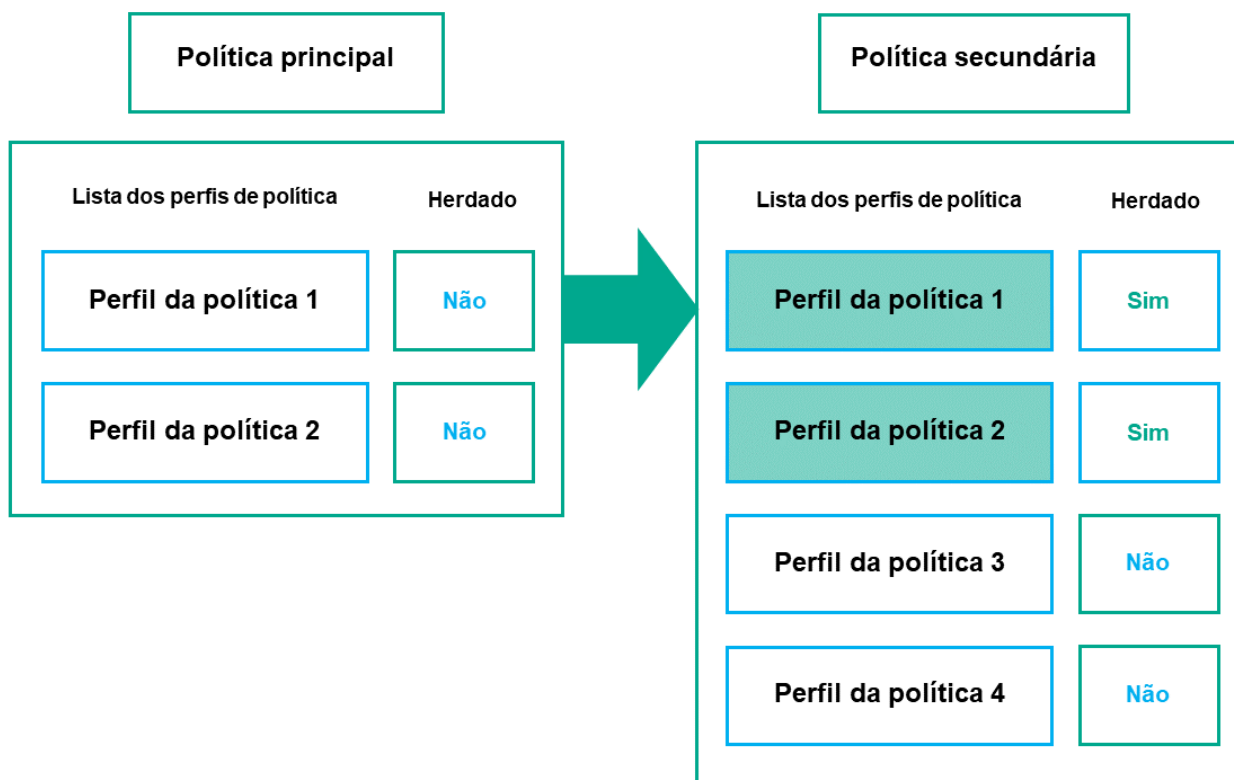 Política principal
Lista dos perfis de política Herdado
Perfil da política 1 Não
Perfil da política 2 Não
Política secundária
Lista dos perfis de política Herdado
Perfil da política 1 Sim
Perfil da política 2 Sim
Perfil da política 3 Não
Perfil da política 4 Não